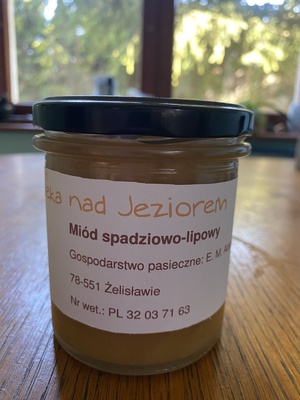 nad Jeziorem
Miód spadziowo-lipowy
Gospodarstwo pasieczne: E. M.
78-551 Żelisławie
Nr wet.: PL 32 03 71 63